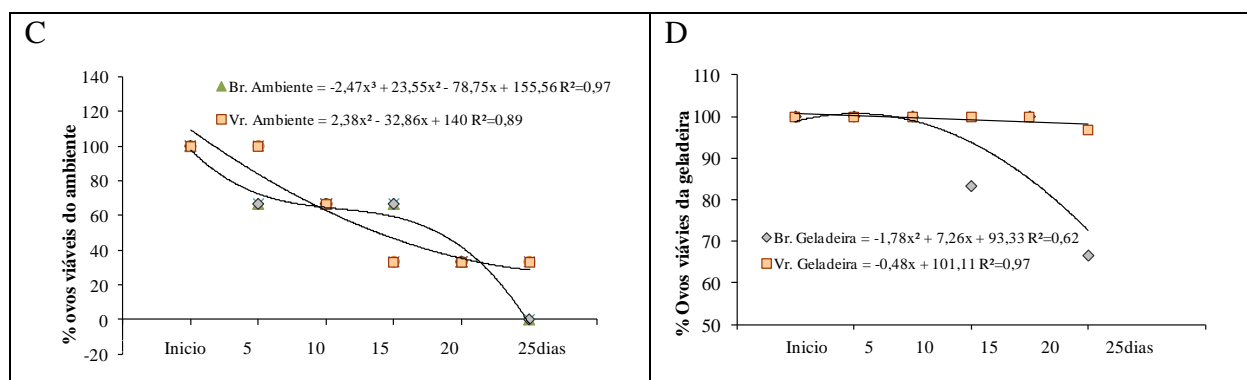 C
% ovos viáveis do ambiente
140
120
100
80
60
40
20
0
-20
Br. Ambiente = -2,47x³ + 23,55x² - 78,75x + 155,56 R²=0,97
Vr. Ambiente = 2,38x² - 32,86x + 140 R²=0,89
Inicio 5 10 15 20 25dias
D
% Ovos viávies da geladeira
110
100
90
80
70
60
50
Br. Geladeira = -1,78x² + 7,26x + 93,33 R²=0,62
Vr. Geladeira = -0,48x + 101,11 R²=0,97
Inicio 5 10 15 20 25dias